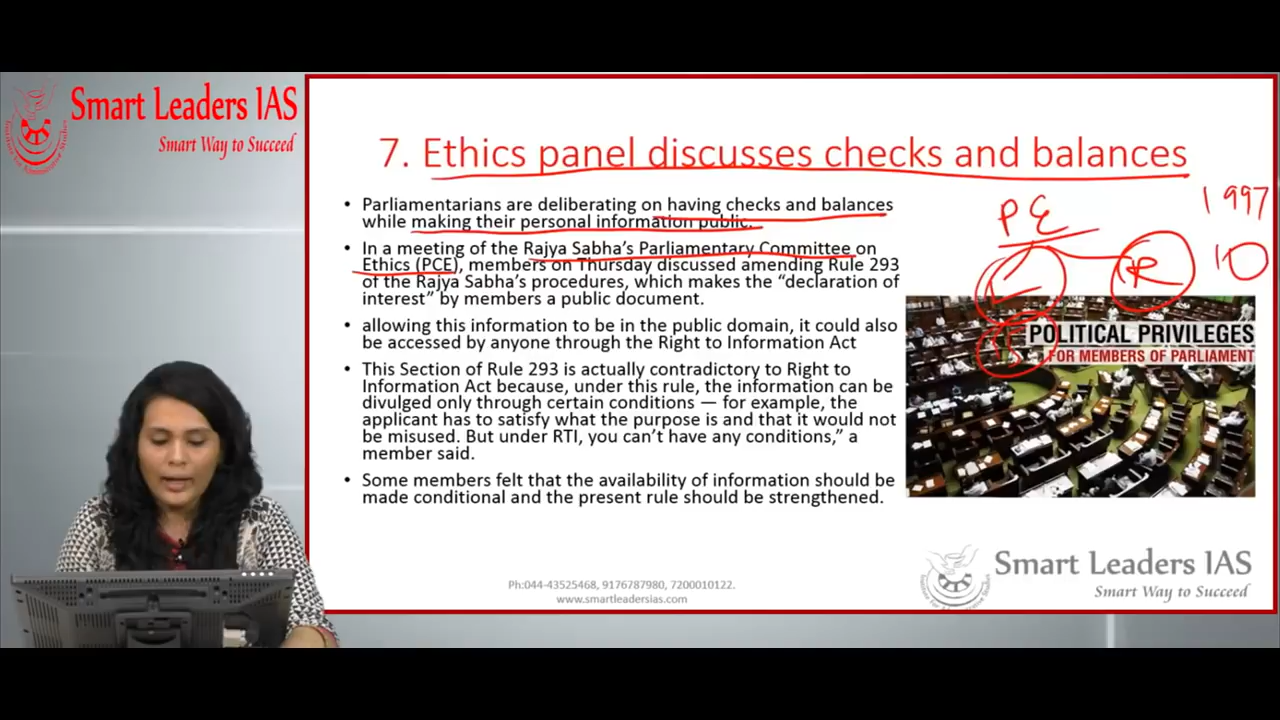 Smart Leaders IAS
Smart Way to Succeed
7. Ethics panel discusses checks and balances
• Parliamentarians are deliberating on having checks and balances
while making their personal information public.
• In a meeting of the Rajya Sabha's Parliamentary Committee on
Ethics (PCE), members on Thursday discussed amending Rule 293
of the Rajya Sabha's procedures, which makes the “declaration of
interest” by members a public document.
• allowing this information to be in the public domain, it could also
be accessed by anyone through the Right to Information Act
• This Section of Rule 293 is actually contradictory to Right to
Information Act because, under this rule, the information can be
divulged only through certain conditions — for example, the
applicant has to satisfy what the purpose is and that it would not
be misused. But under RTI, you can't have any conditions,” a
member said.
• Some members felt that the availability of information should be
made conditional and the present rule should be strengthened.
PE
1997
L
R
10
15
POLITICAL PRIVILEGES
FOR MEMBERS OF PARLIAMENT
Ph:044-43525468, 9176787980, 7200010122.
www.smartleadersias.com
Smart Leaders IAS
Smart Way to Succeed